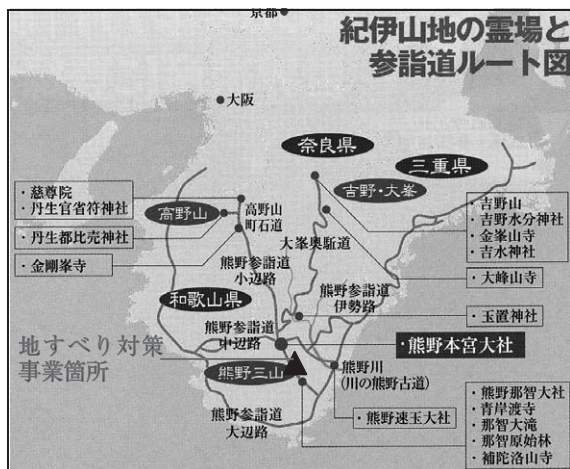 京都
紀伊山地の霊場と
参詣道ルート図
大阪
奈良県
三重県
吉野・大峯
・慈尊院
・丹生官省符神社
高野山
高野山
町石道
・吉野山
・吉野水分神社
・金峯山寺
・吉水神社
・丹生都比売神社
大峯奥駈道
・金剛峯寺
熊野参詣道
小辺路
・大峰山寺
熊野参詣道
伊勢路
和歌山県
・玉置神社
熊野参詣道
中辺路
・熊野本宮大社
地すべり対策
事業箇所
熊野三山
熊野川
(川の熊野古道)
熊野参詣道
大辺路
・熊野速玉大社
・熊野那智大社
・青岸渡寺
・那智大滝
・那智原始林
・補陀洛山寺